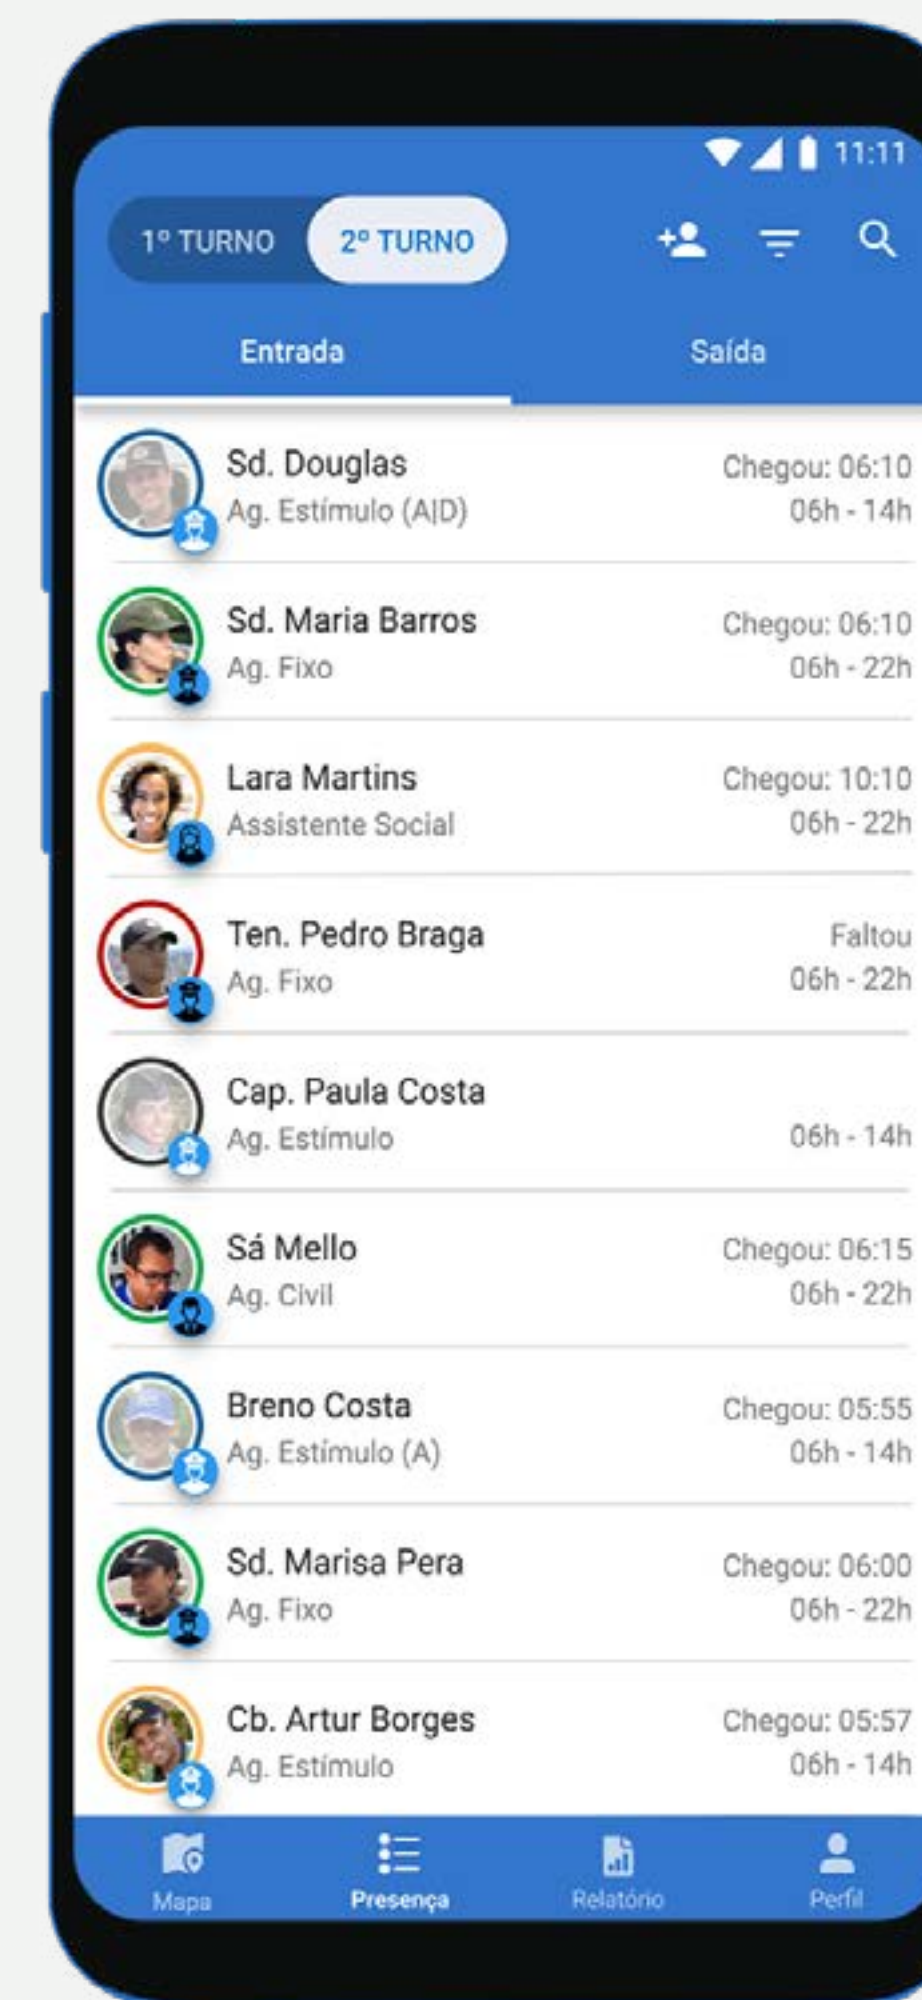 11:11
1º TURNO 2º TURNO
Entrada Saída
Sd. Douglas Chegou: 06:10
Ag. Estímulo (A|D) 06h - 14h
Sd. Maria Barros Chegou: 06:10
Ag. Fixo 06h - 22h
Lara Martins Chegou: 10:10
Assistente Social 06h - 22h
Ten. Pedro Braga Faltou
Ag. Fixo 06h - 22h
Cap. Paula Costa
Ag. Estímulo 06h - 14h
Sá Mello Chegou: 06:15
Ag. Civil 06h - 22h
Breno Costa Chegou: 05:55
Ag. Estímulo (A) 06h - 14h
Sd. Marisa Pera Chegou: 06:00
Ag. Fixo 06h - 22h
Cb. Artur Borges Chegou: 05:57
Ag. Estímulo 06h - 14h
Mapa Presença Relatório Perfil